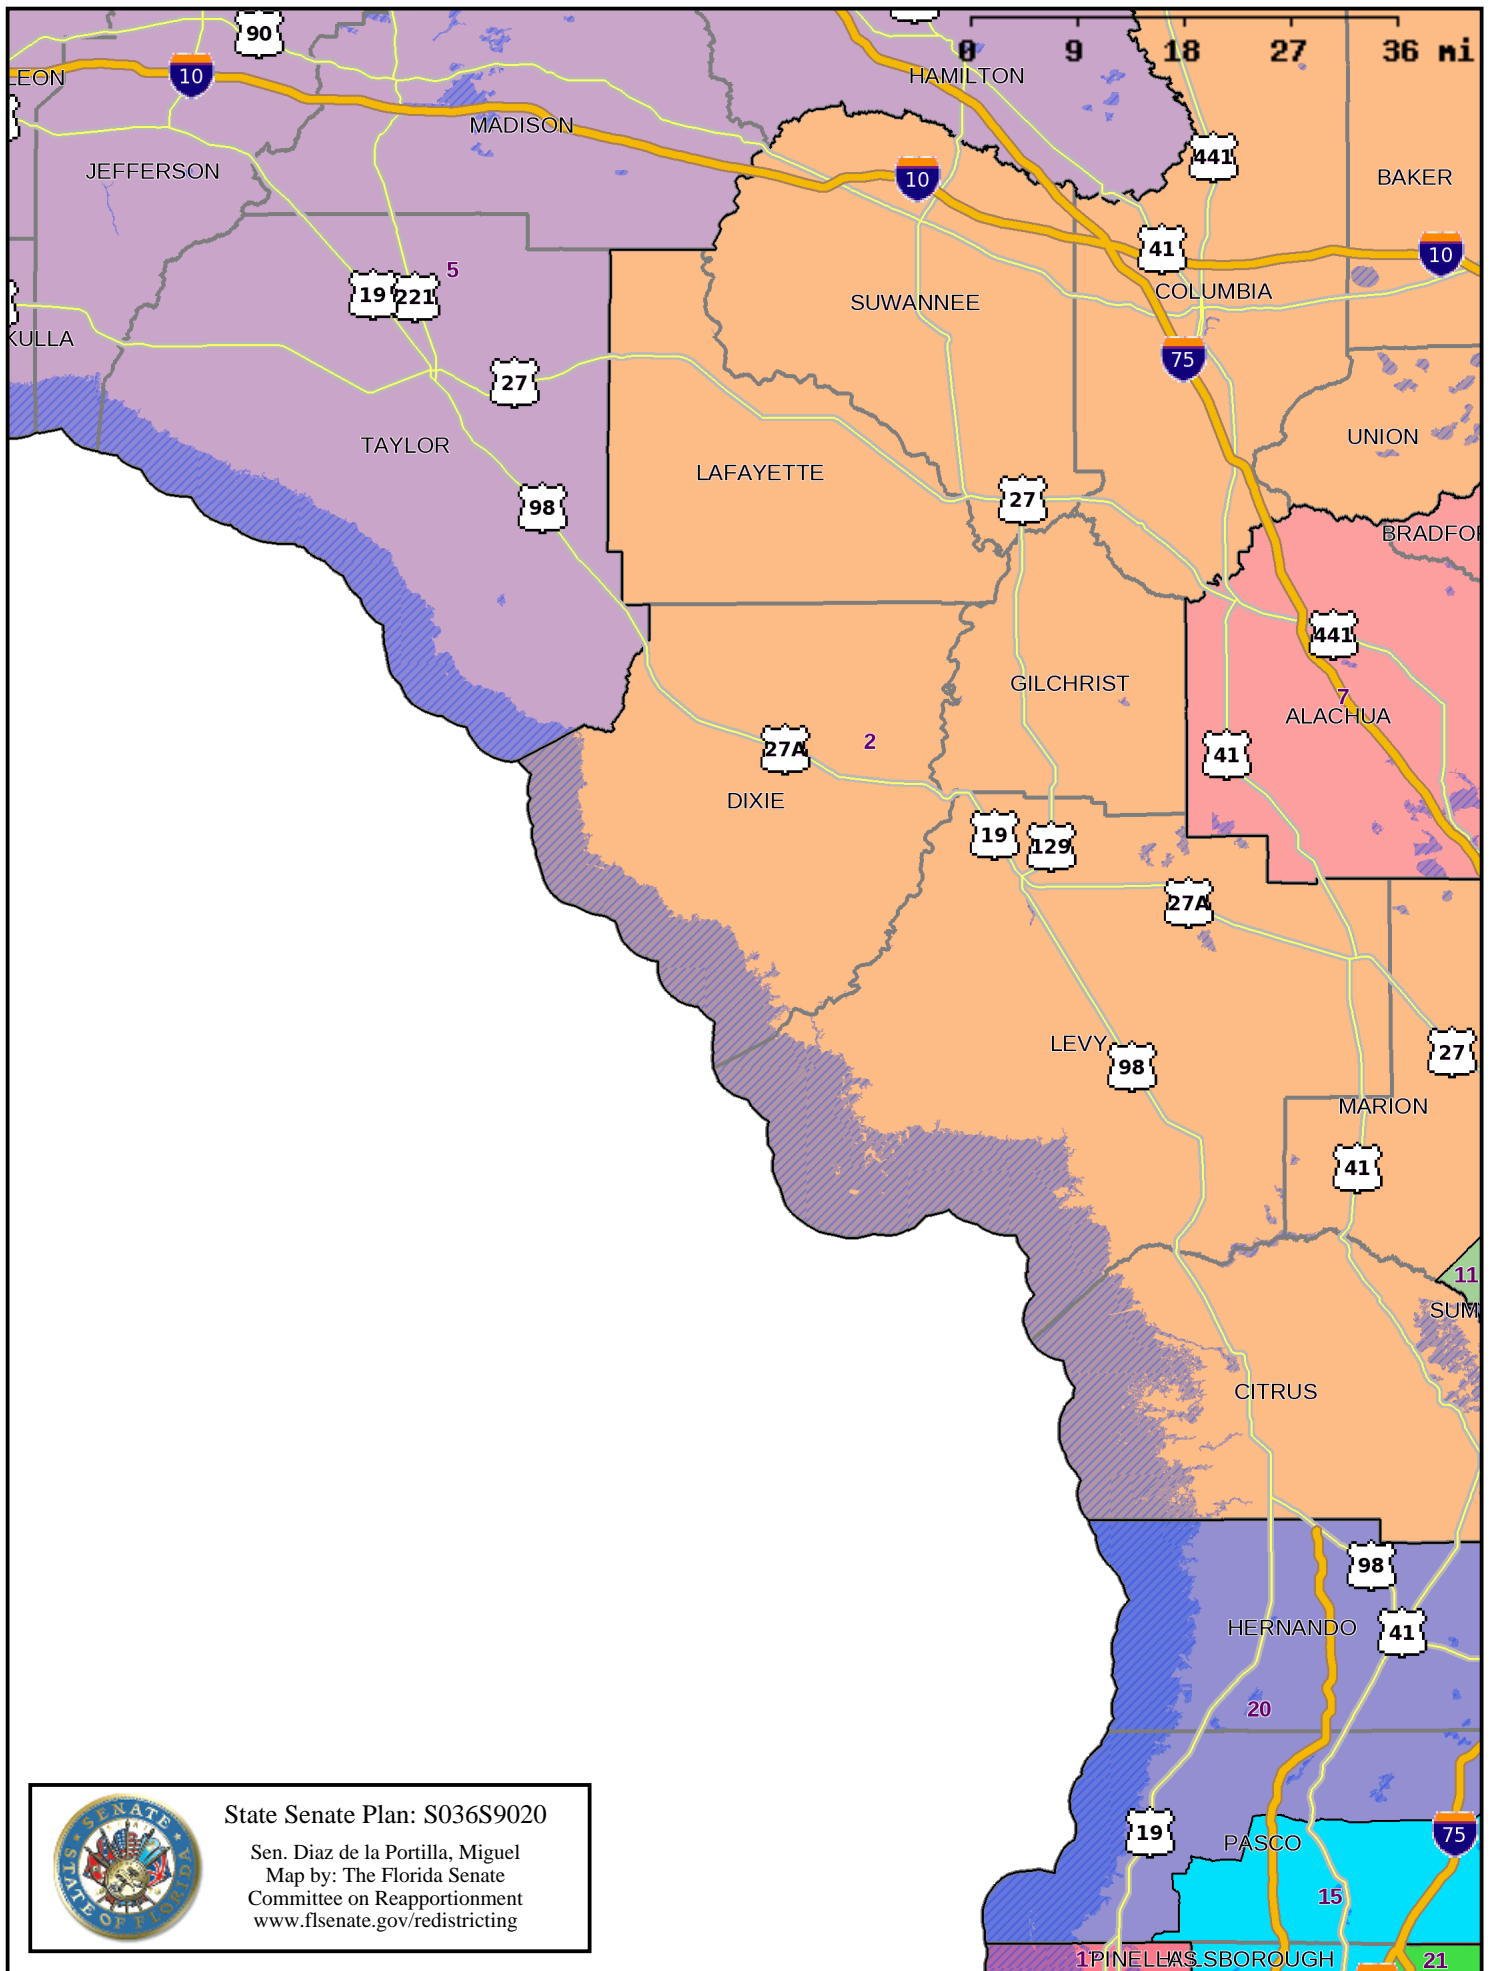 90
0 9 18 27 36 mi
EON
10
HAMILTON
MADISON
JEFFERSON
441
BAKER
10
41
10
5
19
221
SUWANNEE
COLUMBIA
KULLA
75
27
TAYLOR
UNION
LAFAYETTE
27
98
BRADFO
441
GILCHRIST
7
ALACHUA
2
27A
41
DIXIE
19
129
27A
LEVY
98
27
MARION
41
11
SUM
CITRUS
98
HERNANDO
41
20
19
PASCO
75
15
PINELLAS
LSBOROUGH
21
State Senate Plan: S036S9020
Sen. Diaz de la Portilla, Miguel
Map by: The Florida Senate
Committee on Reapportionment
www.flsenate.gov/redistricting
SENATE
STATE OF FLORIDA